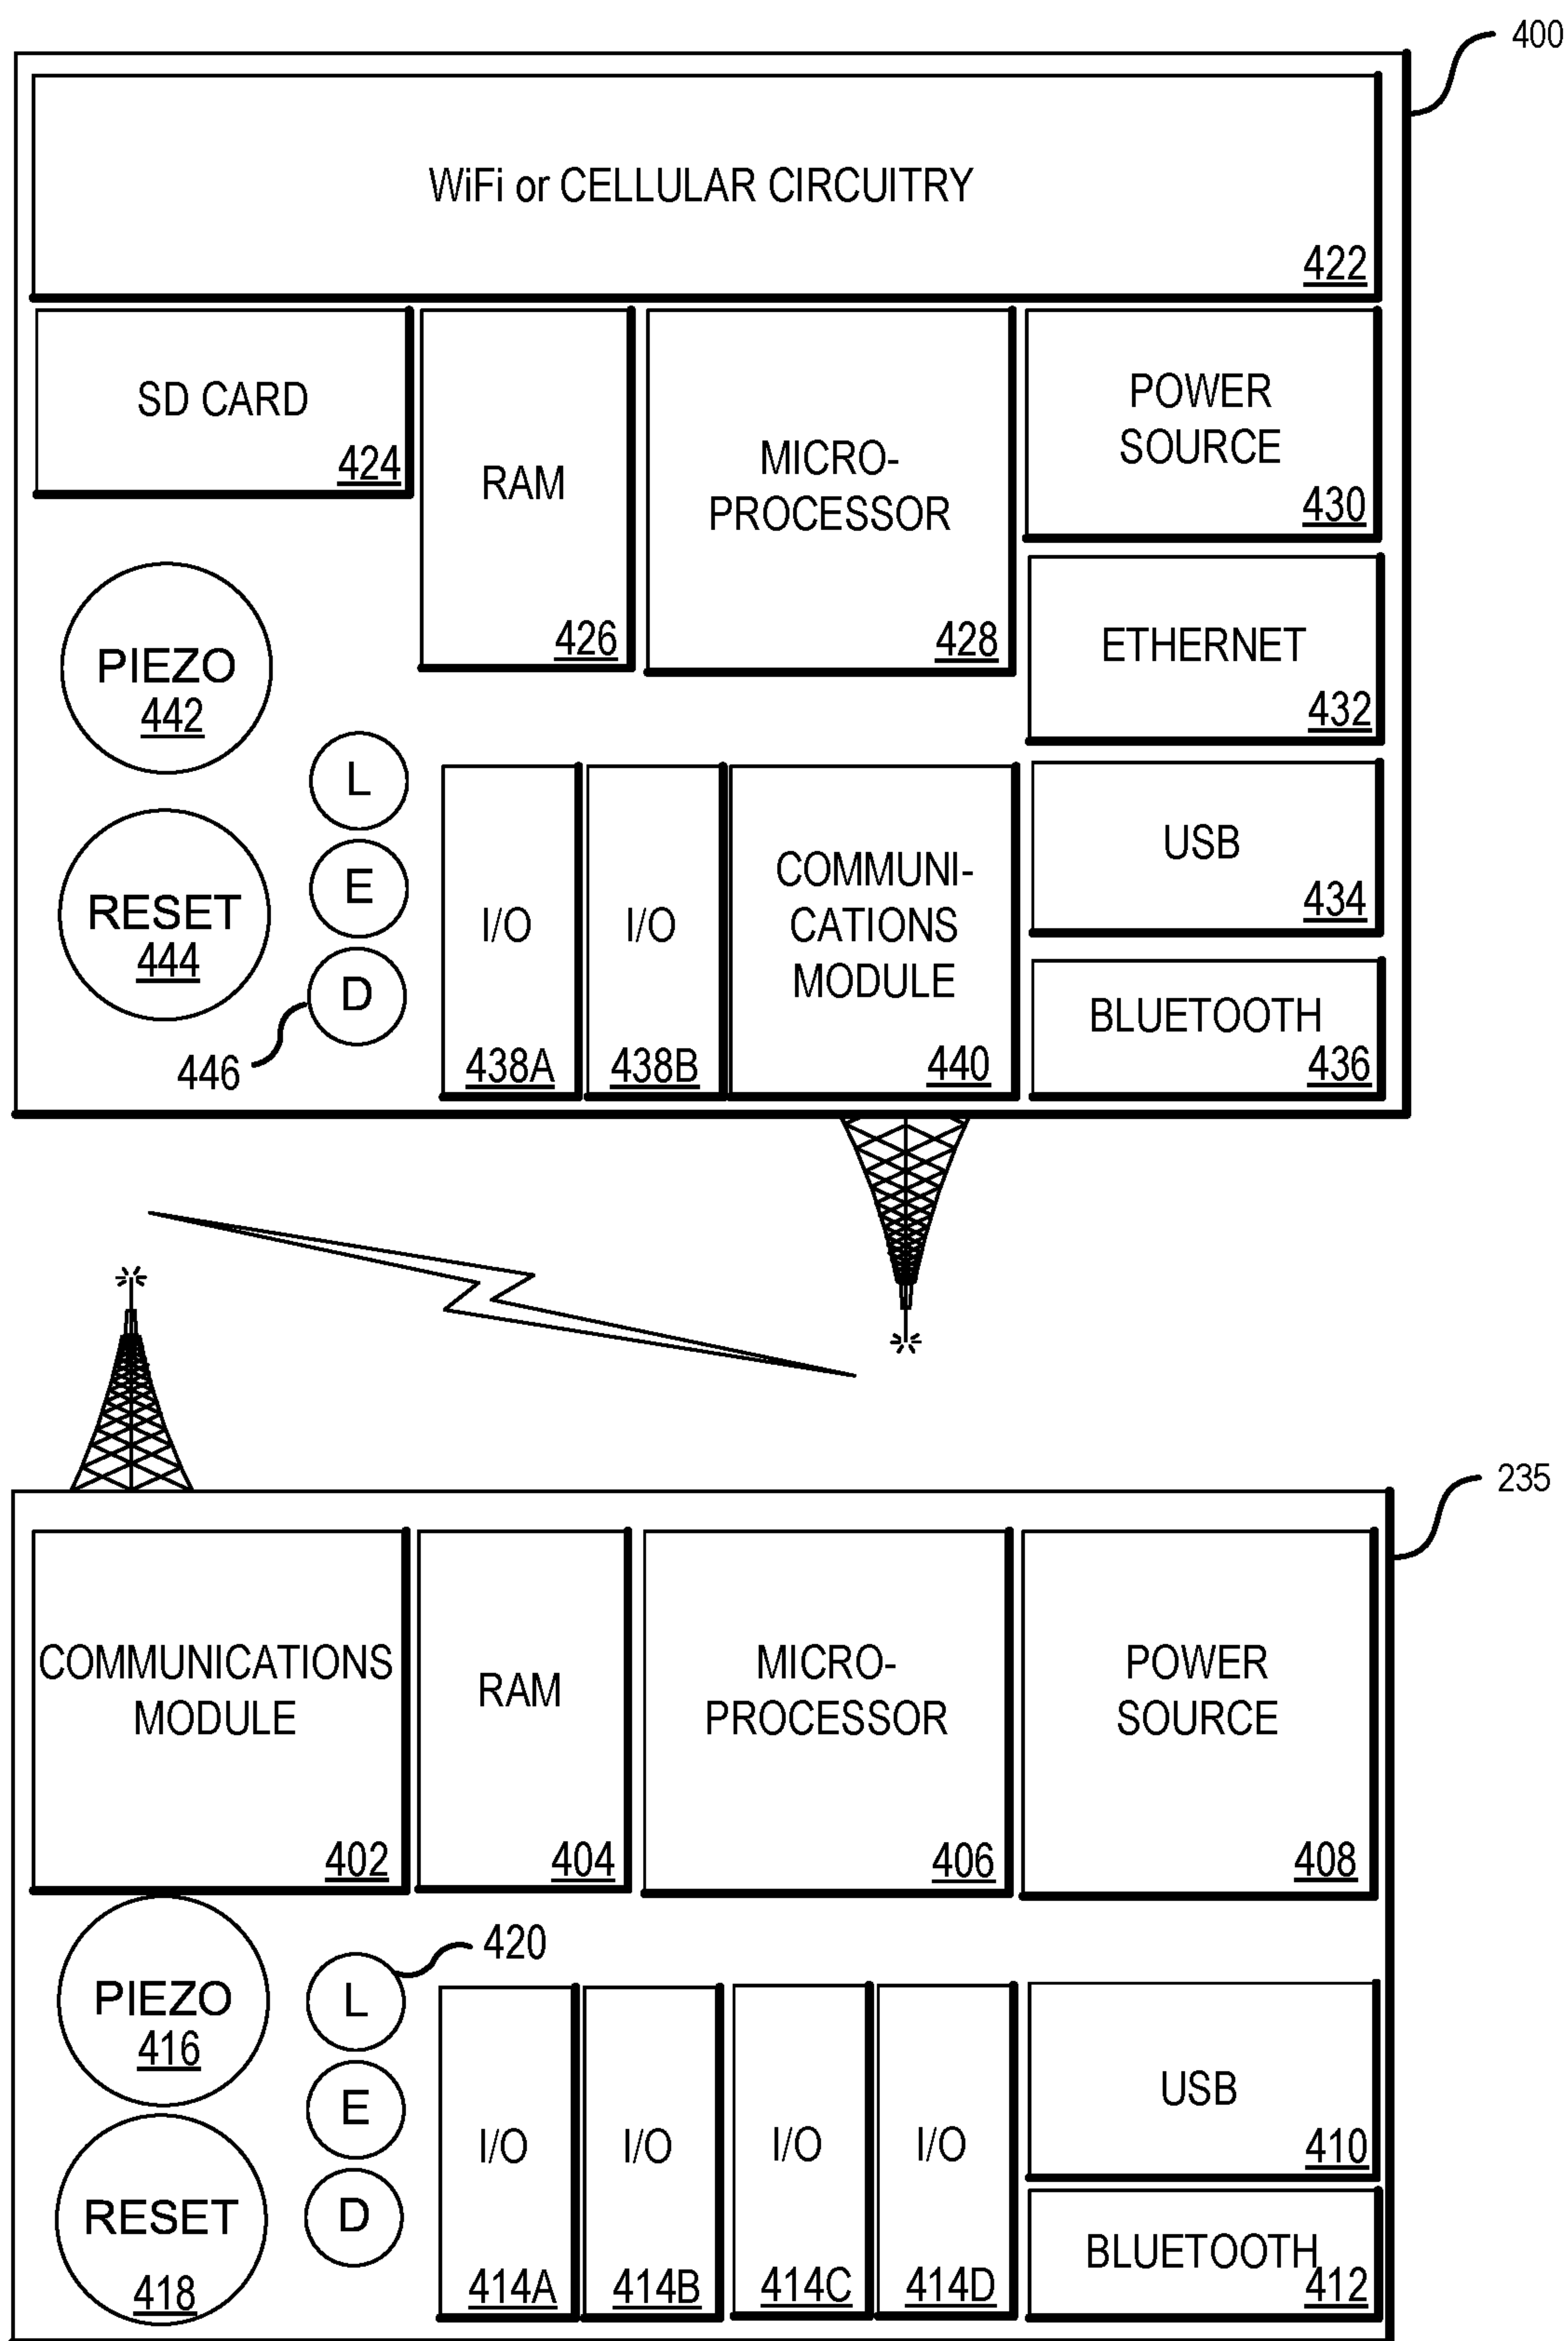 400
WiFi or CELLULAR CIRCUITRY
422
SD CARD
424
RAM
426
MICRO-
PROCESSOR
428
POWER
SOURCE
430
ETHERNET
432
PIEZO
442
RESET
444
L
E
D
446
I/O
438A
I/O
438B
COMMUNI-
CATIONS
MODULE
440
USB
434
BLUETOOTH
436
235
COMMUNICATIONS
MODULE
402
RAM
404
MICRO-
PROCESSOR
406
POWER
SOURCE
408
PIEZO
416
RESET
418
420
L
E
D
I/O
414A
I/O
414B
I/O
414C
I/O
414D
USB
410
BLUETOOTH
412